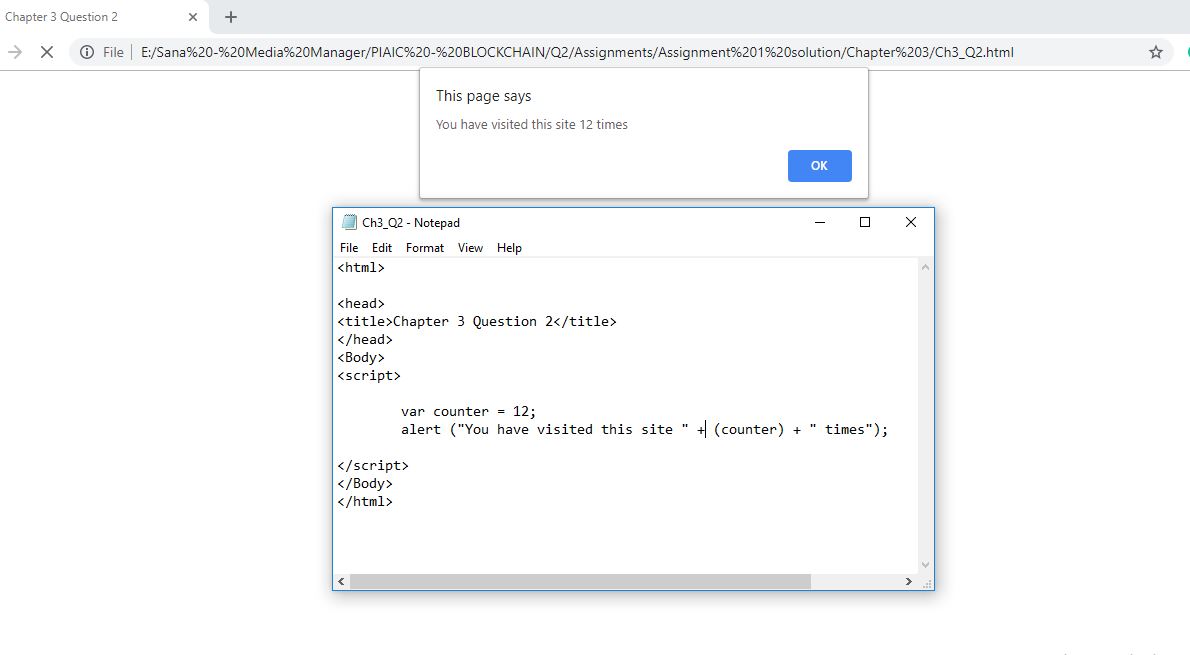 Chapter 3 Question 2
File E:/Sana%20-%20Media%20Manager/PIAIC%20-%20BLOCKCHAIN/Q2/Assignments/Assignment%201%20solution/Chapter%203/Ch3_Q2.html
This page says
You have visited this site 12 times
OK
Ch3_Q2 - Notepad
File Edit Format View Help
<html>
<head>
<title>Chapter 3 Question 2</title>
</head>
<Body>
<script>
var counter = 12;
alert ("You have visited this site " + (counter) + " times");
</script>
</Body>
</html>